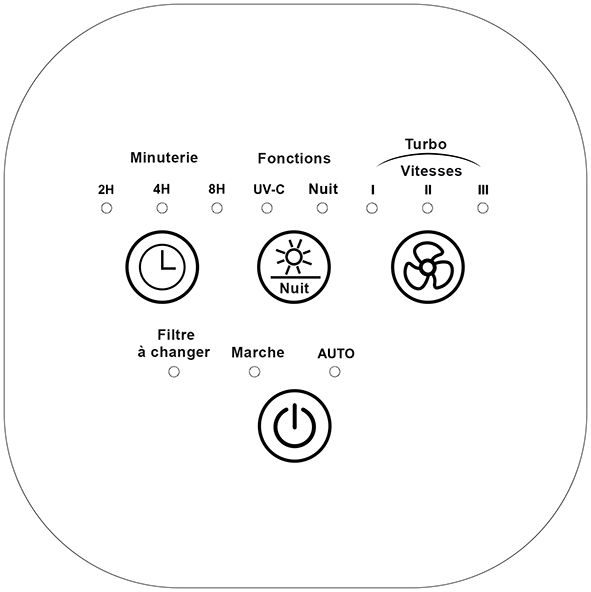 Turbo
Minuterie Fonctions Vitesses
2H 4H 8H UV-C Nuit I II III
Nuit
Filtre
à changer Marche AUTO